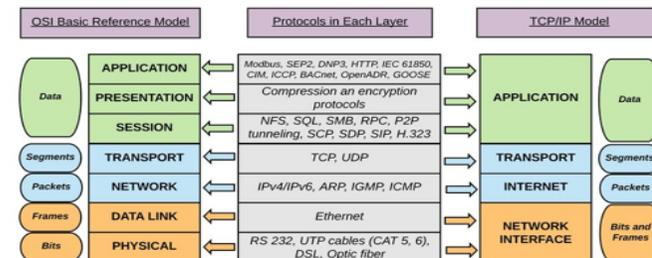 OSI Basic Reference Model
Protocols in Each Layer
TCP/IP Model
Data
APPLICATION
PRESENTATION
SESSION
Modbus, SEP2, DNP3, HTTP, IEC 61850,
CIM, ICCP, BACnet, OpenADR, GOOSE
Compression an encryption
protocols
NFS, SQL, SMB, RPC, P2P
tunneling, SCP, SDP, SIP, H.323
APPLICATION
Data
Segments
TRANSPORT
TCP, UDP
TRANSPORT
Segments
Packets
NETWORK
IPv4/IPv6, ARP, IGMP, ICMP
INTERNET
Packets
Frames
DATA LINK
Ethernet
Bits
PHYSICAL
RS 232, UTP cables (CAT 5, 6),
DSL, Optic fiber
NETWORK
INTERFACE
Bits and
Frames